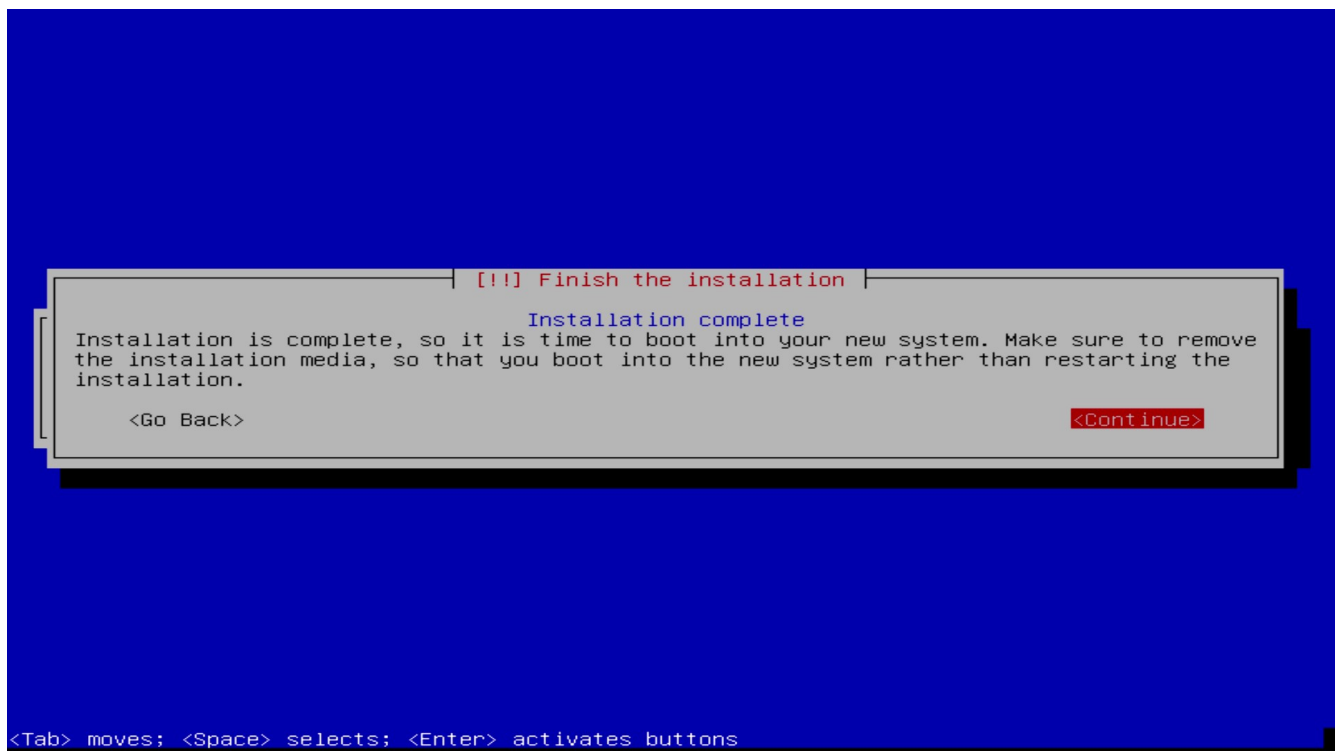 [!!] Finish the installation
Installation complete
Installation is complete, so it is time to boot into your new system. Make sure to remove
the installation media, so that you boot into the new system rather than restarting the
installation.
<Go Back> <Continue>
<Tab> moves; <Space> selects; <Enter> activates buttons